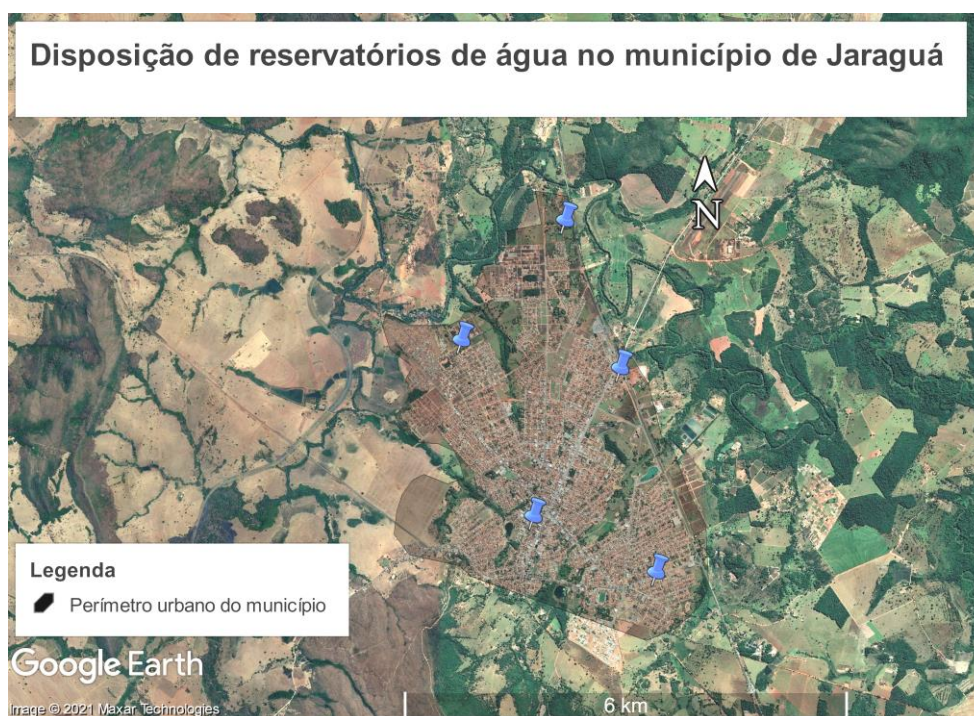 Disposição de reservatórios de água no município de Jaraguá
N
Legenda
Perímetro urbano do município
Google Earth
Image © 2021 Maxar Technologies
6 km